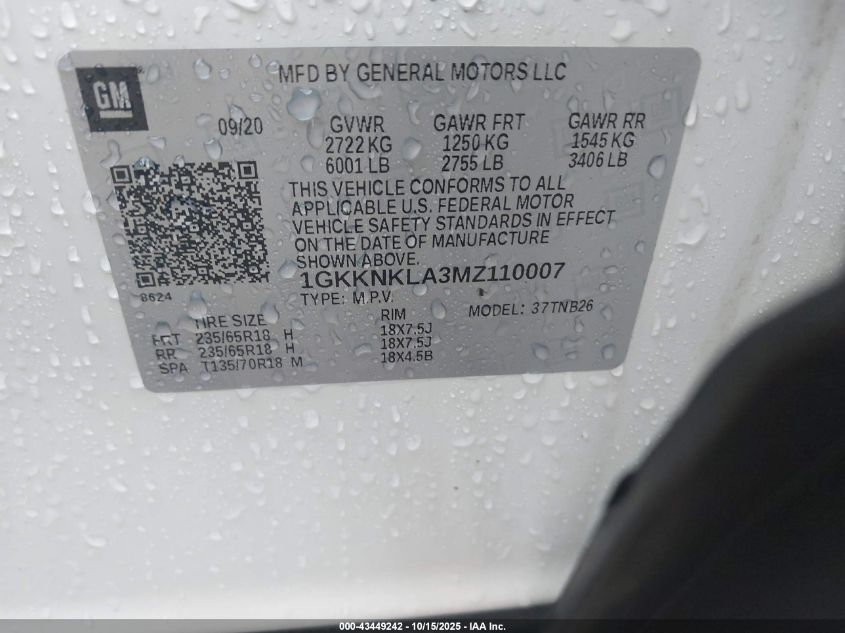 GM
MFD BY GENERAL MOTORS LLC
09/20
GVWR GAWR FRT GAWR RR
2722 KG 1250 KG 1545 KG
6001 LB 2755 LB 3406 LB
THIS VEHICLE CONFORMS TO ALL
APPLICABLE U.S. FEDERAL MOTOR
VEHICLE SAFETY STANDARDS IN EFFECT
ON THE DATE OF MANUFACTURE
SHOWN ABOVE.
1GKKNKLA3MZ110007
8624
TYPE: M.P.V. MODEL: 37TNB26
TIRE SIZE RIM
FRT 235/65R18 H 18X7.5J
RR 235/65R18 H 18X7.5J
SPA T135/70R18 M 18X4.5B
000-43449242 - 10/15/2025 - IAA Inc.